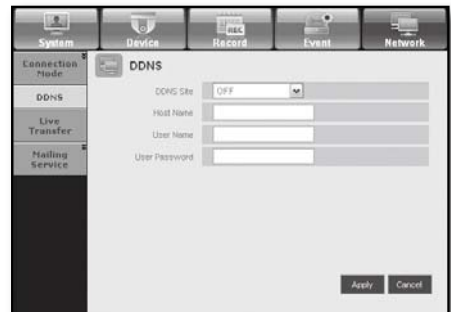 System Device Record Event Network
REC
Connection Mode
DDNS
Live Transfer
Mailing Service
DDNS
DDNS Site OFF
Host Name
User Name
User Password
Apply Cancel